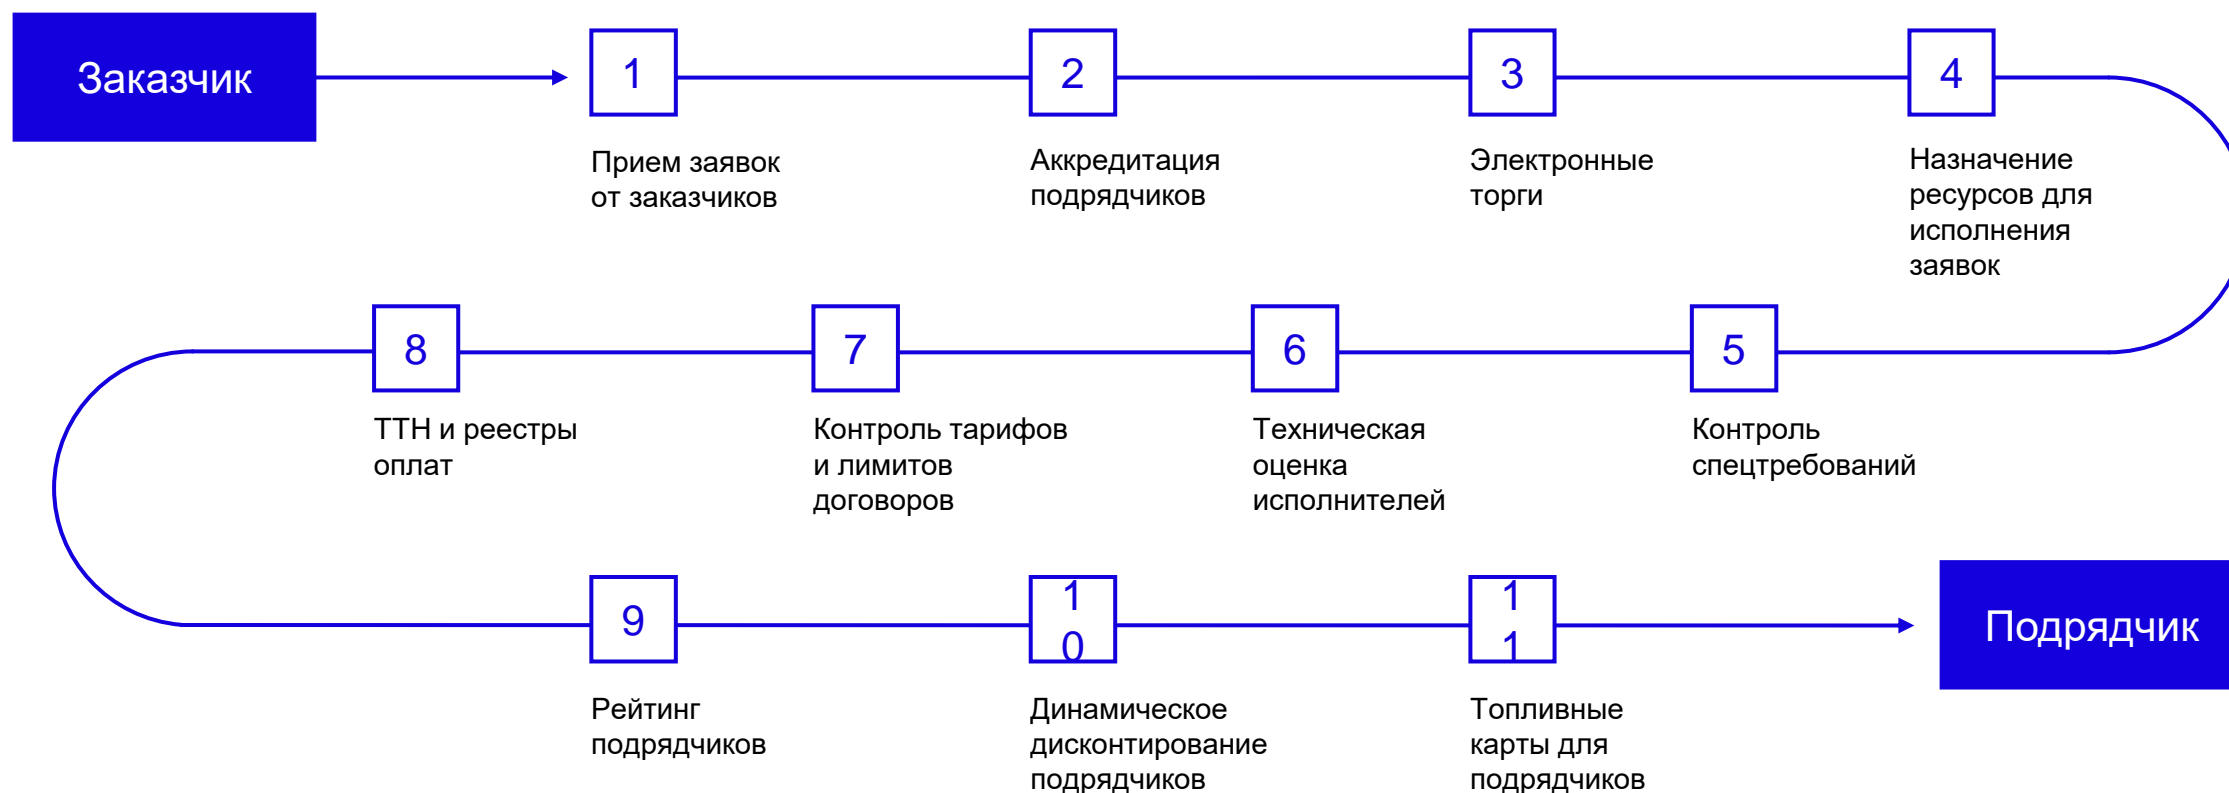 Заказчик
1
Прием заявок
от заказчиков
2
Аккредитация
подрядчиков
3
Электронные
торги
4
Назначение
ресурсов для
исполнения
заявок
5
Контроль
спецтребований
6
Техническая
оценка
исполнителей
7
Контроль тарифов
и лимитов
договоров
8
ТТН и реестры
оплат
9
Рейтинг
подрядчиков
1
0
Динамическое
дисконтирование
подрядчиков
1
1
Топливные
карты для
подрядчиков
Подрядчик